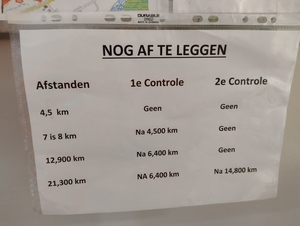 DURABLE
NOG AF TE LEGGEN
Afstanden 1e Controle 2e Controle
4,5 km Geen Geen
7 is 8 km Na 4,500 km Geen
12,900 km Na 6,400 km Geen
21,300 km NA 6,400 km Na 14,800 km